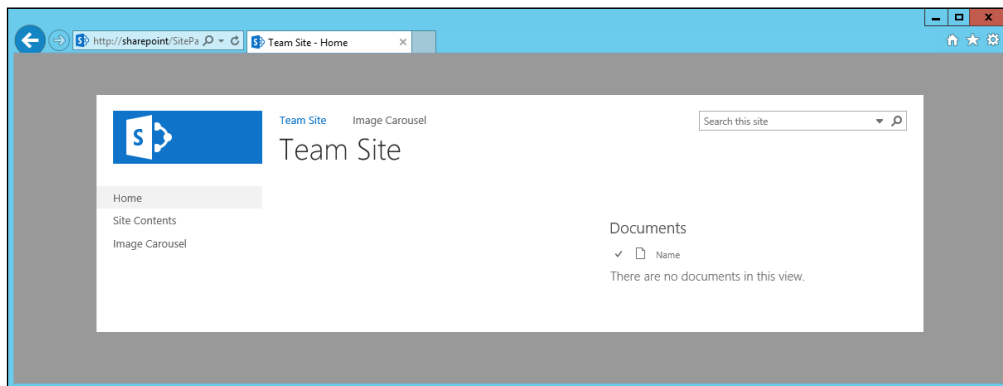 http://sharepoint/SitePa
Team Site - Home
Team Site Image Carousel
Search this site
Team Site
Home
Site Contents
Image Carousel
Documents
Name
There are no documents in this view.